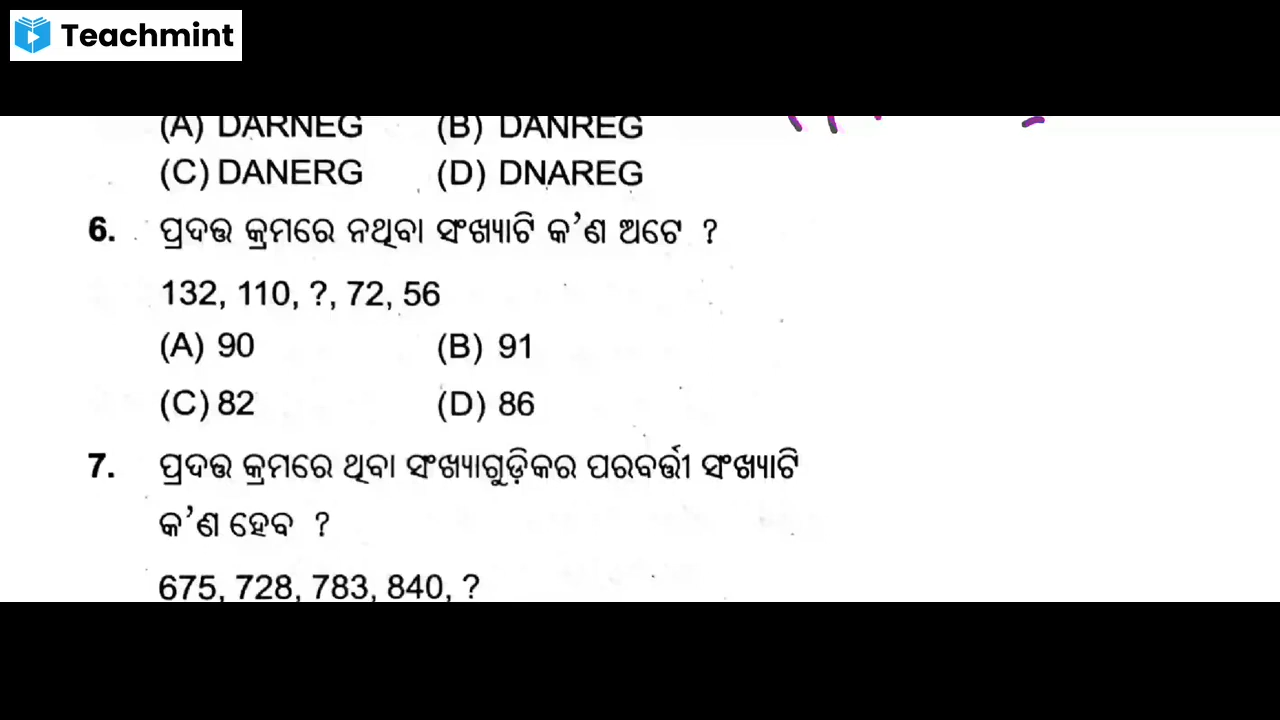 Teachmint
(A) DARNEG (B) DANREG
(C) DANERG (D) DNAREG
6. ପ୍ରଦତ୍ତ କ୍ରମରେ ନଥିବା ସଂଖ୍ୟାଟି କ'ଣ ଅଟେ ?
132, 110, ?, 72, 56
(A) 90 (B) 91
(C) 82 (D) 86
7. ପ୍ରଦତ୍ତ କ୍ରମରେ ଥିବା ସଂଖ୍ୟାଗୁଡ଼ିକର ପରବର୍ତ୍ତୀ ସଂଖ୍ୟାଟି
କ'ଣ ହେବ ?
675, 728, 783, 840, ?